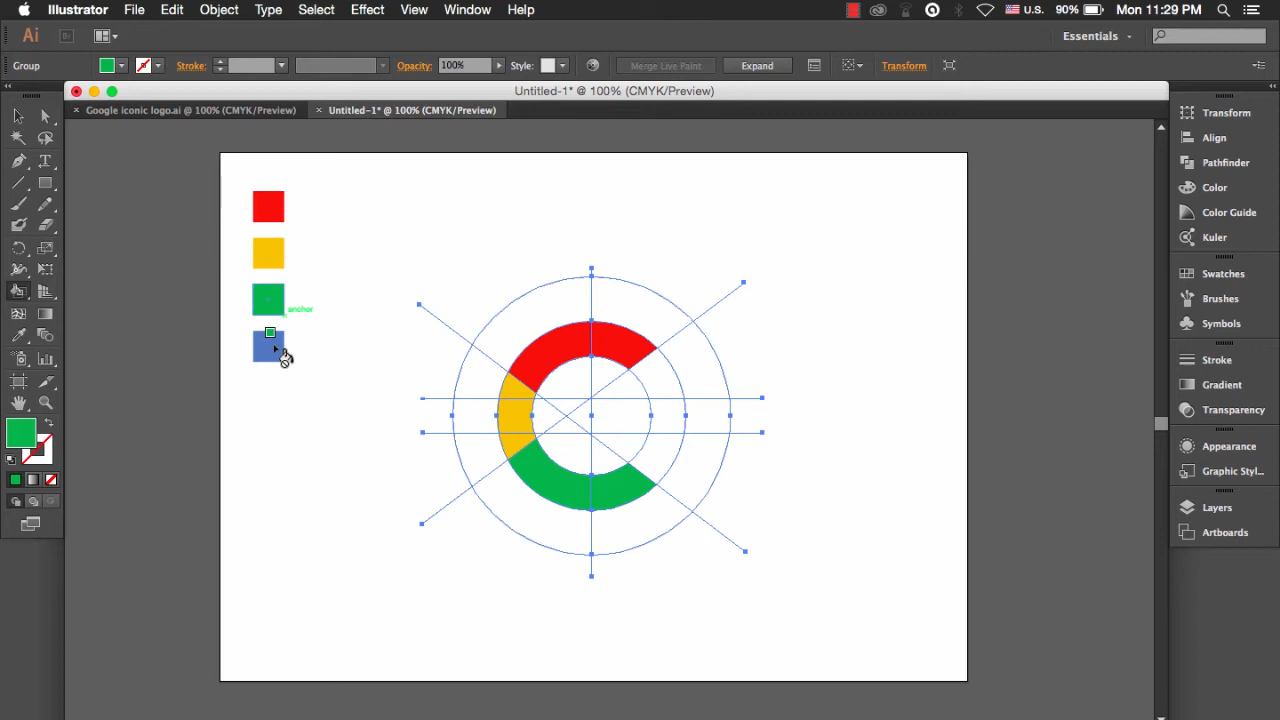 Illustrator File Edit Object Type Select Effect View Window Help U.S. 90% Mon 11:29 PM
Ai Br Essentials
Group Stroke: Opacity: 100% Style: Merge Live Paint Expand Transform
Untitled-1* @ 100% (CMYK/Preview)
× Google iconic logo.ai @ 100% (CMYK/Preview) × Untitled-1* @ 100% (CMYK/Preview)
T
anchor
Transform
Align
Pathfinder
Color
Color Guide
Kuler
Swatches
Brushes
Symbols
Stroke
Gradient
Transparency
Appearance
Graphic Styl...
Layers
Artboards